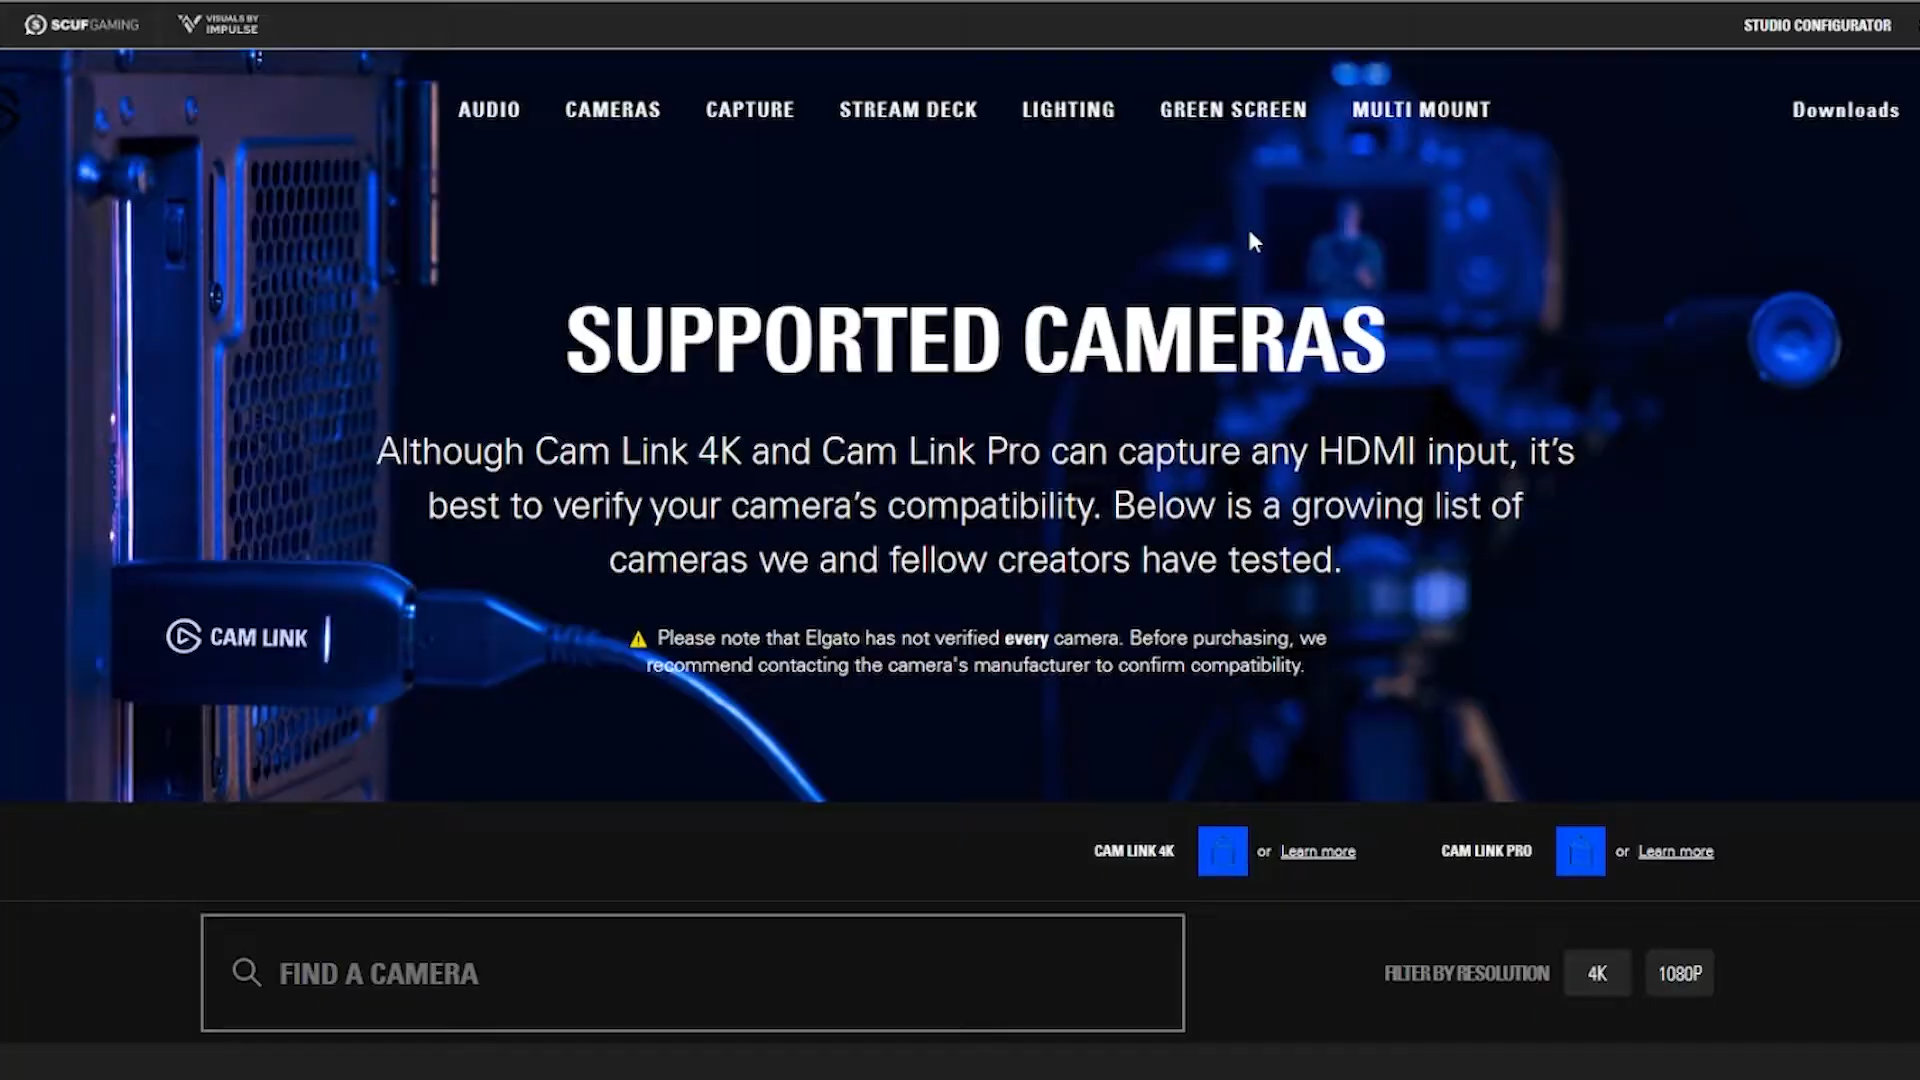 SCUFGAMING
VISUALS BY
IMPULSE
STUDIO CONFIGURATOR
AUDIO
CAMERAS
CAPTURE
STREAM DECK
LIGHTING
GREEN SCREEN
MULTI MOUNT
Downloads
SUPPORTED CAMERAS
Although Cam Link 4K and Cam Link Pro can capture any HDMI input, it's
best to verify your camera's compatibility. Below is a growing list of
cameras we and fellow creators have tested.
CAM LINK
⚠ Please note that Elgato has not verified every camera. Before purchasing, we
recommend contacting the camera's manufacturer to confirm compatibility.
CAM LINK 4K or Learn more
CAM LINK PRO or Learn more
FIND A CAMERA
FILTER BY RESOLUTION 4K 1080P